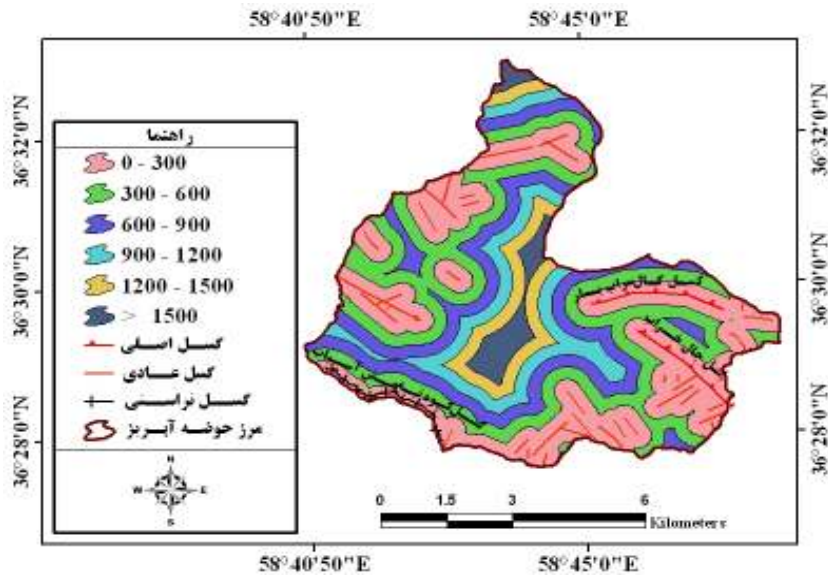 58°40'50"E 58°45'0"E
36°32'0"N 36°32'0"N
36°30'0"N 36°30'0"N
36°28'0"N 36°28'0"N
راهنما
0 - 300
300 - 600
600 - 900
900 - 1200
1200 - 1500
> 1500
گسل اصلی
گسل عادی
گسل تراستی
مرز حوضه آبریز
N
W E
S
0 1.5 3 6
Kilometers
گسل
گسل
58°40'50"E 58°45'0"E